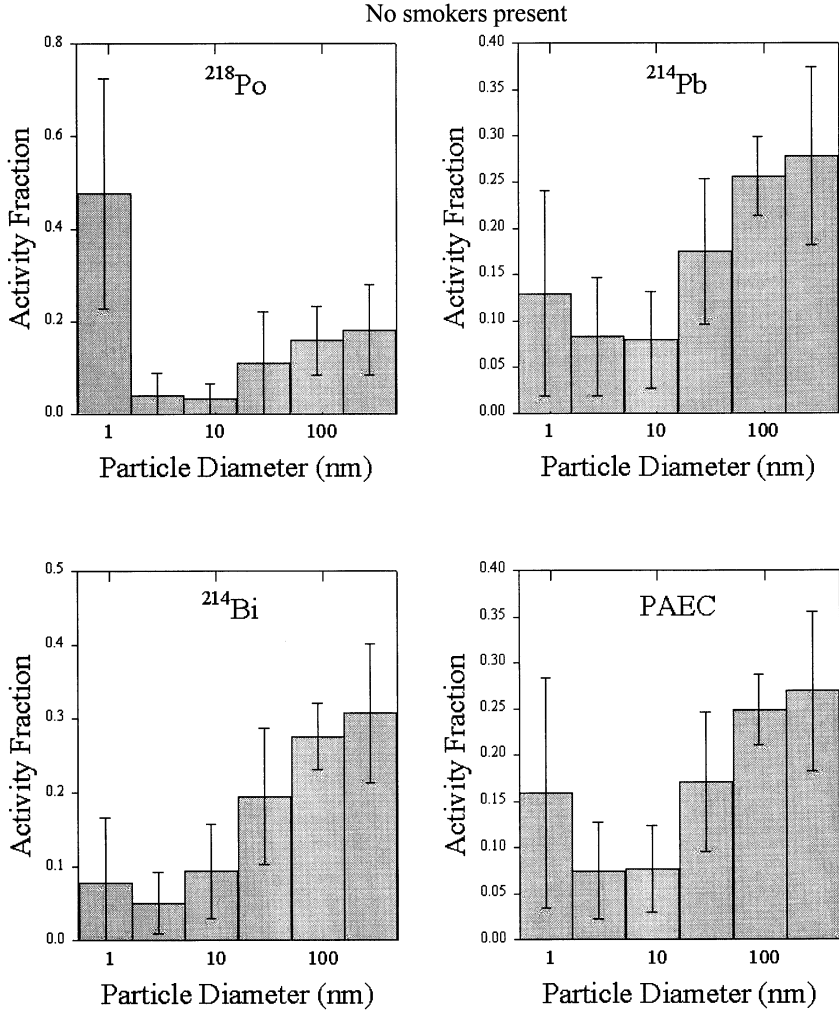 No smokers present
218Po
Activity Fraction
0.8
0.6
0.4
0.2
0.0
1 10 100
Particle Diameter (nm)
214Pb
Activity Fraction
0.40
0.35
0.30
0.25
0.20
0.15
0.10
0.05
0.00
1 10 100
Particle Diameter (nm)
214Bi
Activity Fraction
0.5
0.4
0.3
0.2
0.1
0.0
1 10 100
Particle Diameter (nm)
PAEC
Activity Fraction
0.40
0.35
0.30
0.25
0.20
0.15
0.10
0.05
0.00
1 10 100
Particle Diameter (nm)